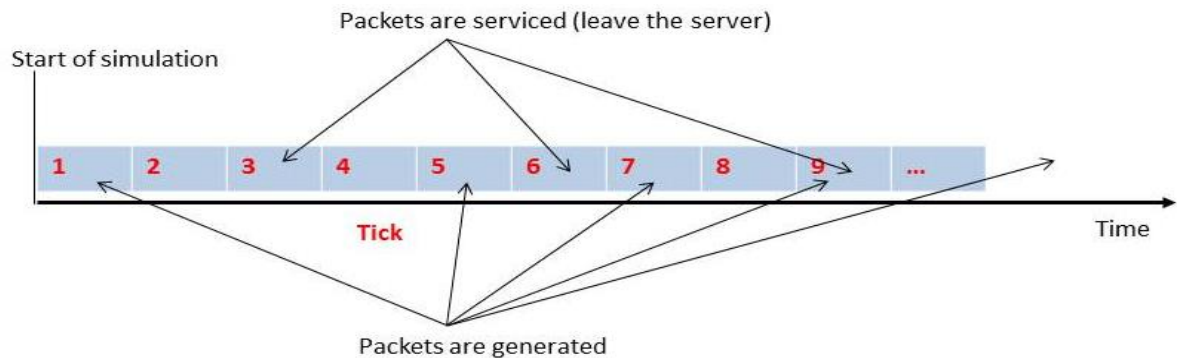 Packets are serviced (leave the server)
Start of simulation
1 2 3 4 5 6 7 8 9 ...
Tick
Time
Packets are generated